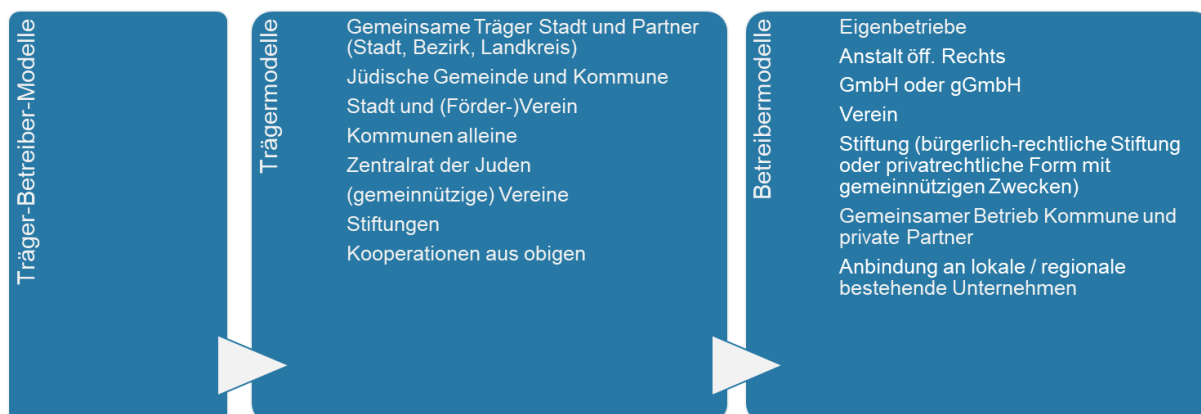 Träger-Betreiber-Modelle
Trägermodelle
Gemeinsame Träger Stadt und Partner
(Stadt, Bezirk, Landkreis)
Jüdische Gemeinde und Kommune
Stadt und (Förder-)Verein
Kommunen alleine
Zentralrat der Juden
(gemeinnützige) Vereine
Stiftungen
Kooperationen aus obigen
Betreibermodelle
Eigenbetriebe
Anstalt öff. Rechts
GmbH oder gGmbH
Verein
Stiftung (bürgerlich-rechtliche Stiftung
oder privatrechtliche Form mit
gemeinnützigen Zwecken)
Gemeinsamer Betrieb Kommune und
private Partner
Anbindung an lokale / regionale
bestehende Unternehmen